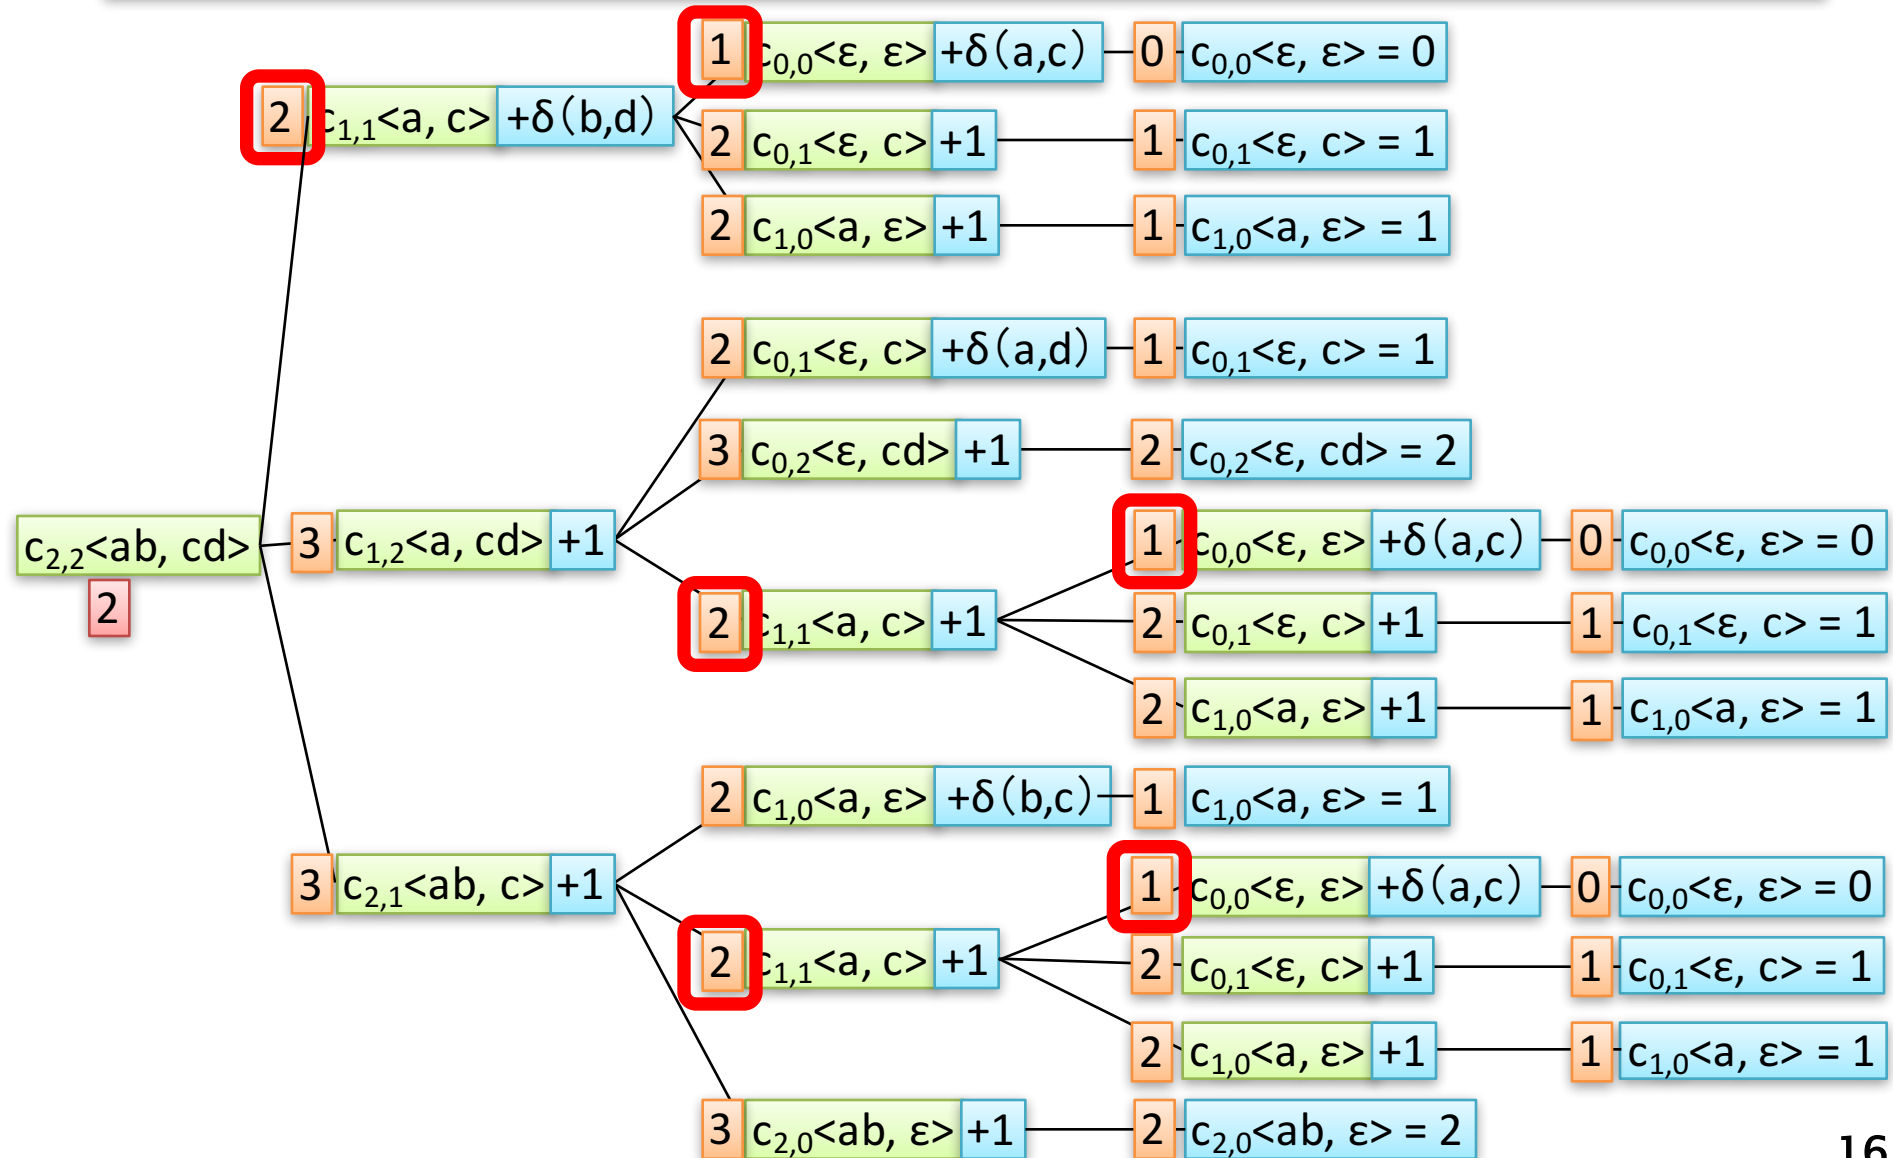 1 c0,0<ε, ε> +δ(a,c) 0 c0,0<ε, ε> = 0
2 c1,1<a, c> +δ(b,d)
2 c0,1<ε, c> +1 1 c0,1<ε, c> = 1
2 c1,0<a, ε> +1 1 c1,0<a, ε> = 1
2 c0,1<ε, c> +δ(a,d) 1 c0,1<ε, c> = 1
3 c0,2<ε, cd> +1 2 c0,2<ε, cd> = 2
c2,2<ab, cd> 3 c1,2<a, cd> +1 1 c0,0<ε, ε> +δ(a,c) 0 c0,0<ε, ε> = 0
2
2 c1,1<a, c> +1 2 c0,1<ε, c> +1 1 c0,1<ε, c> = 1
2 c1,0<a, ε> +1 1 c1,0<a, ε> = 1
2 c1,0<a, ε> +δ(b,c) 1 c1,0<a, ε> = 1
3 c2,1<ab, c> +1 1 c0,0<ε, ε> +δ(a,c) 0 c0,0<ε, ε> = 0
2 c1,1<a, c> +1 2 c0,1<ε, c> +1 1 c0,1<ε, c> = 1
2 c1,0<a, ε> +1 1 c1,0<a, ε> = 1
3 c2,0<ab, ε> +1 2 c2,0<ab, ε> = 2
16